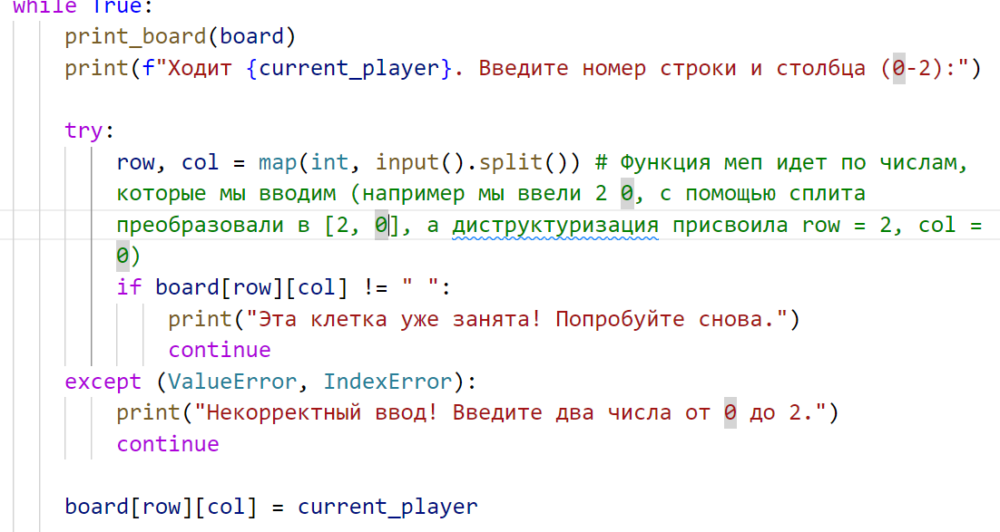 while True:
print_board(board)
print(f"Ходит {current_player}. Введите номер строки и столбца (0-2):")
try:
row, col = map(int, input().split()) # Функция меп идет по числам,
которые мы вводим (например мы ввели 2 0, с помощью сплита
преобразовали в [2, 0], а диструктуризация присвоила row = 2, col =
0)
if board[row][col] != " ":
print("Эта клетка уже занята! Попробуйте снова.")
continue
except (ValueError, IndexError):
print("Некорректный ввод! Введите два числа от 0 до 2.")
continue
board[row][col] = current_player